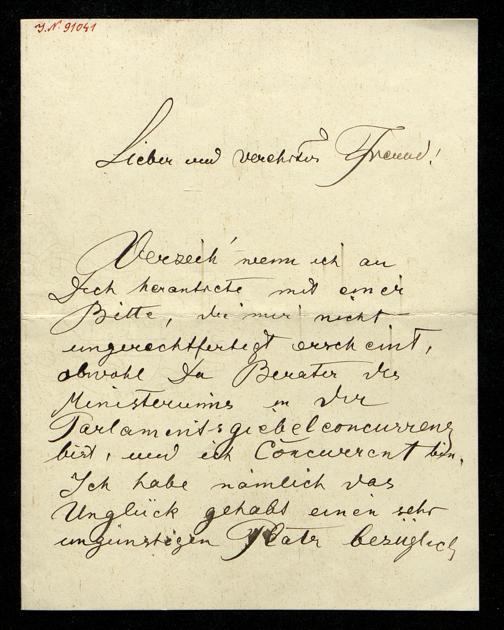 J. N. 91041
Lieber und verehrter Freund!
Verzeih' wenn ich an
Dich herantrete mit einer
Bitte, die mir nicht
ungerechtfertigt erscheint,
obwohl Du Berater des
Ministeriums in der
Parlamentsgiebelconcurrenz
bist, und ich Concurrent bin.
Ich habe nämlich das
Unglück gehabt einen sehr
ungünstigen Platz bezüglich